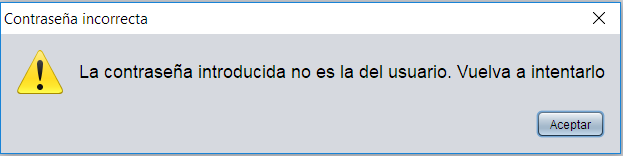 Contraseña incorrecta
La contraseña introducida no es la del usuario. Vuelva a intentarlo
Aceptar